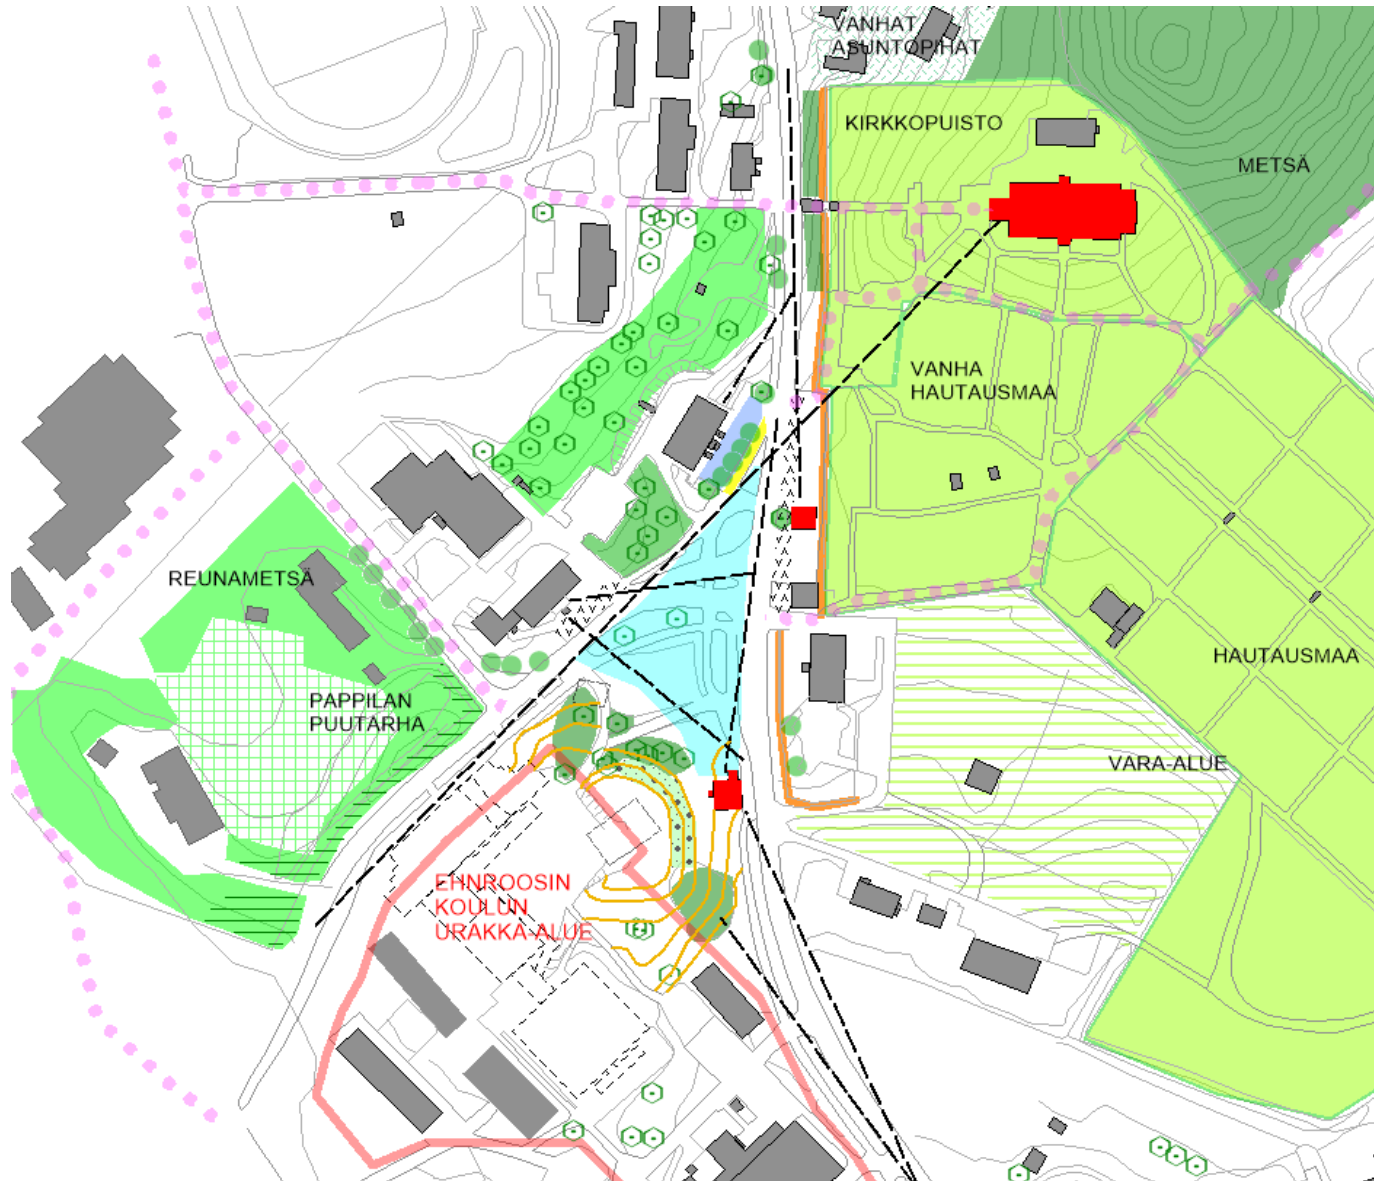 VANHAT
ASUNTOPIHAT
KIRKKOPUISTO
METSÄ
VANHA
HAUTAUSMAA
REUNAMETSÄ
HAUTAUSMAA
PAPPILAN
PUUTARHA
VARA-ALUE
EHNROOSIN
KOULUN
URAKKA-ALUE